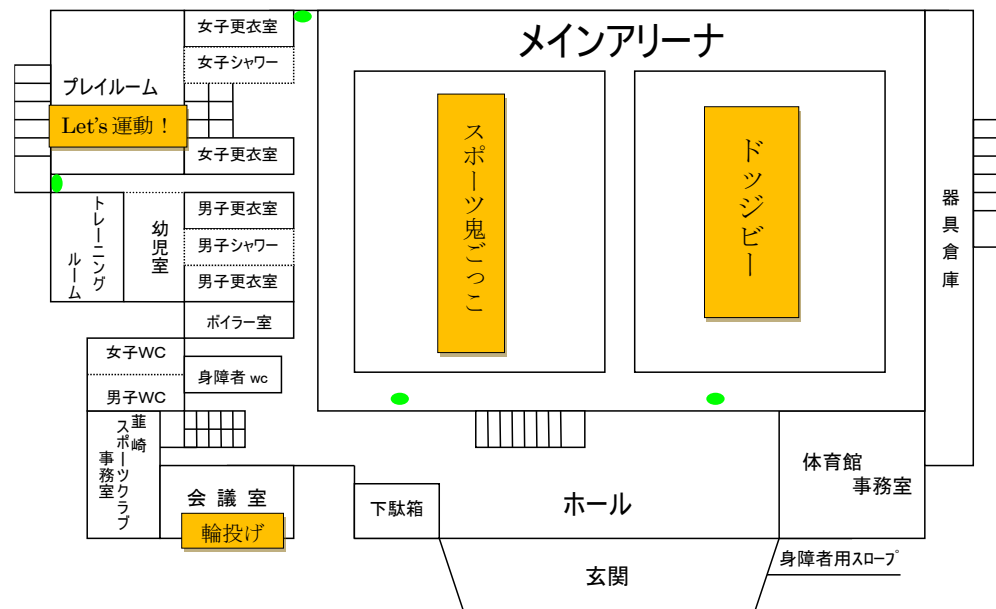 女子更衣室
女子シャワー
プレイルーム
Let's 運動！
女子更衣室
メインアリーナ
スポーツ鬼ごっこ
ドッジビー
器具倉庫
トレーニング
ルーム
幼児室
男子更衣室
男子シャワー
男子更衣室
ボイラー室
女子WC
男子WC
身障者 wc
韮崎
スポーツクラブ
事務室
会議室
輪投げ
下駄箱
ホール
体育館
事務室
玄関
身障者用ｽﾛｰﾌﾟ